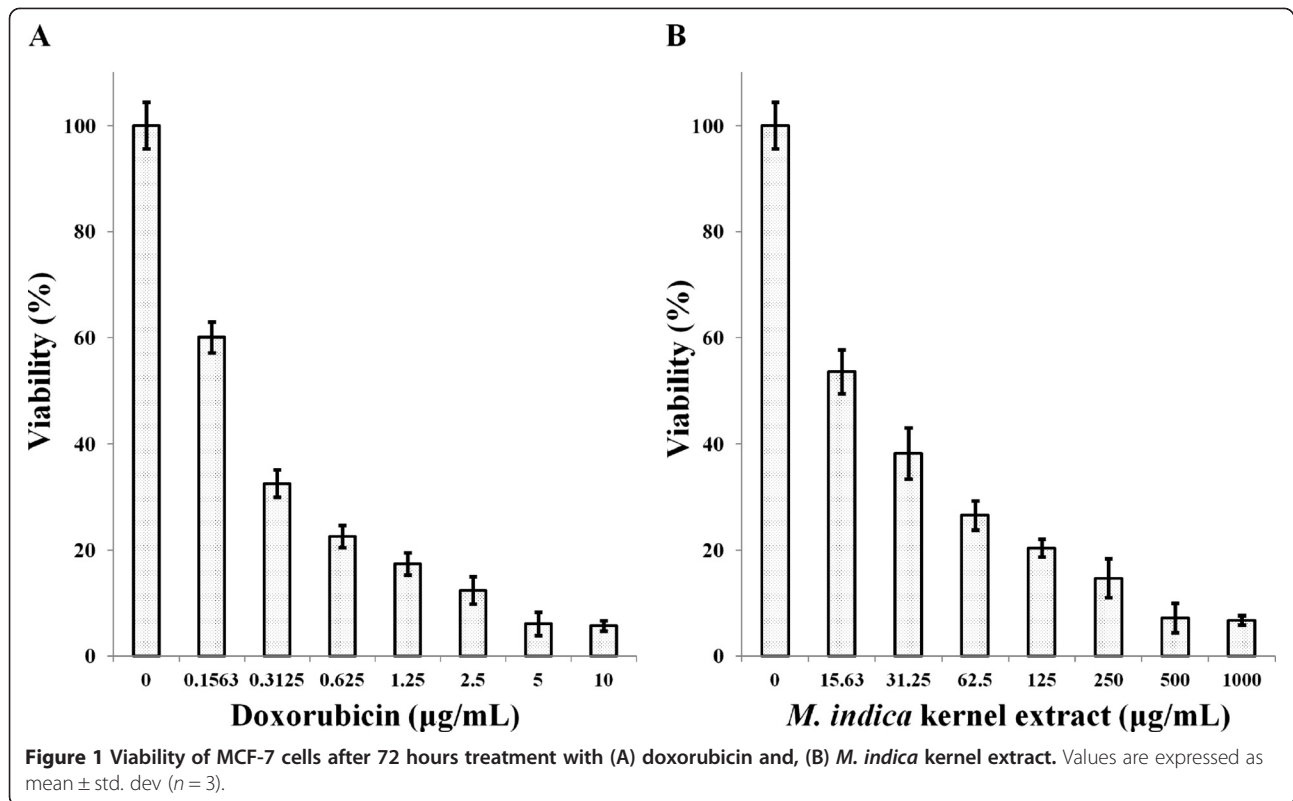 A
B
100
80
60
40
20
0
Viability (%)
0 0.1563 0.3125 0.625 1.25 2.5 5 10
Doxorubicin (µg/mL)
100
80
60
40
20
0
Viability (%)
0 15.63 31.25 62.5 125 250 500 1000
M. indica kernel extract (µg/mL)
Figure 1 Viability of MCF-7 cells after 72 hours treatment with (A) doxorubicin and, (B) M. indica kernel extract. Values are expressed as
mean ± std. dev (n = 3).